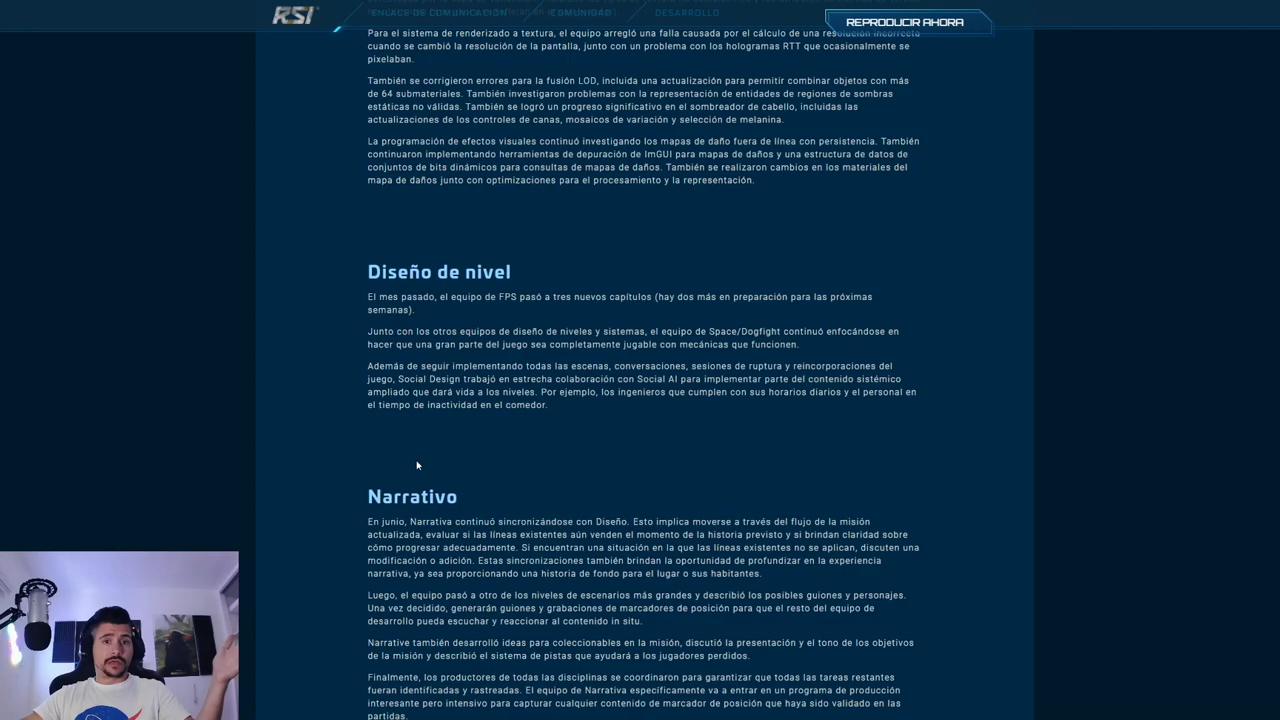 RSI
ENLACE DE COMUNICACIÓN
COMUNIDAD
DESARROLLO
REPRODUCIR AHORA
Para el sistema de renderizado a textura, el equipo arregló una falla causada por el cálculo de una resolución incorrecta
cuando se cambió la resolución de la pantalla, junto con un problema con los hologramas RTT que ocasionalmente se
pixelaban.
También se corrigieron errores para la fusión LOD, incluida una actualización para permitir combinar objetos con más
de 64 submateriales. También investigaron problemas con la representación de entidades de regiones de sombras
estáticas no válidas. También se logró un progreso significativo en el sombreador de cabello, incluidas las
actualizaciones de los controles de canas, mosaicos de variación y selección de melanina.
La programación de efectos visuales continuó investigando los mapas de daño fuera de línea con persistencia. También
continuaron implementando herramientas de depuración de ImGUI para mapas de daños y una estructura de datos de
conjuntos de bits dinámicos para consultas de mapas de daños. También se realizaron cambios en los materiales del
mapa de daños junto con optimizaciones para el procesamiento y la representación.
Diseño de nivel
El mes pasado, el equipo de FPS pasó a tres nuevos capítulos (hay dos más en preparación para las próximas
semanas).
Junto con los otros equipos de diseño de niveles y sistemas, el equipo de Space/Dogfight continuó enfocándose en
hacer que una gran parte del juego sea completamente jugable con mecánicas que funcionen.
Además de seguir implementando todas las escenas, conversaciones, sesiones de ruptura y reincorporaciones del
juego, Social Design trabajó en estrecha colaboración con Social AI para implementar parte del contenido sistémico
ampliado que dará vida a los niveles. Por ejemplo, los ingenieros que cumplen con sus horarios diarios y el personal en
el tiempo de inactividad en el comedor.
Narrativo
En junio, Narrativa continuó sincronizándose con Diseño. Esto implica moverse a través del flujo de la misión
actualizada, evaluar si las líneas existentes aún venden el momento de la historia previsto y si brindan claridad sobre
cómo progresar adecuadamente. Si encuentran una situación en la que las líneas existentes no se aplican, discuten una
modificación o adición. Estas sincronizaciones también brindan la oportunidad de profundizar en la experiencia
narrativa, ya sea proporcionando una historia de fondo para el lugar o sus habitantes.
Luego, el equipo pasó a otro de los niveles de escenarios más grandes y describió los posibles guiones y personajes.
Una vez decidido, generarán guiones y grabaciones de marcadores de posición para que el resto del equipo de
desarrollo pueda escuchar y reaccionar al contenido in situ.
Narrative también desarrolló ideas para coleccionables en la misión, discutió la presentación y el tono de los objetivos
de la misión y describió el sistema de pistas que ayudará a los jugadores perdidos.
Finalmente, los productores de todas las disciplinas se coordinaron para garantizar que todas las tareas restantes
fueran identificadas y rastreadas. El equipo de Narrativa específicamente va a entrar en un programa de producción
interesante pero intensivo para capturar cualquier contenido de marcador de posición que haya sido validado en las
partidas.